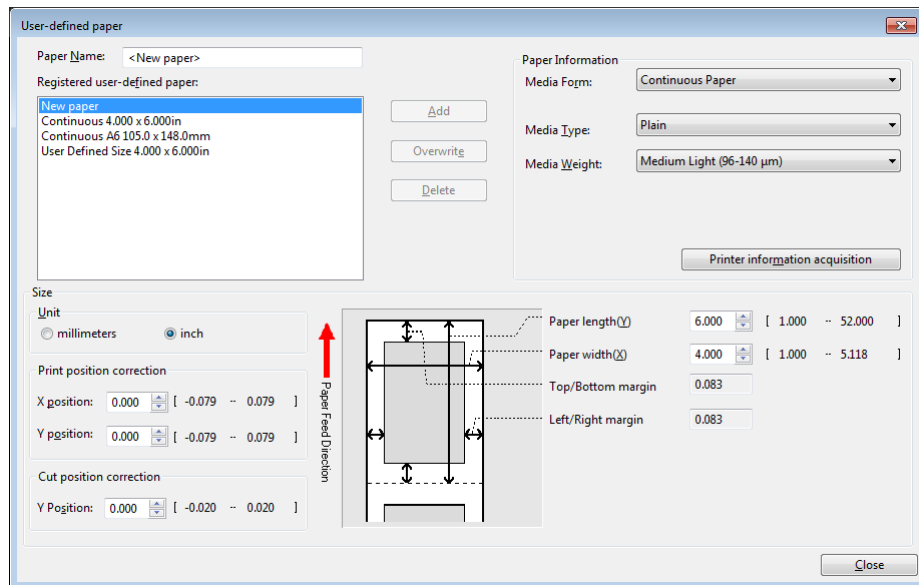 User-defined paper
Paper Name: <New paper>
Registered user-defined paper:
New paper
Continuous 4.000 x 6.000in
Continuous A6 105.0 x 148.0mm
User Defined Size 4.000 x 6.000in
Add
Overwrite
Delete
Paper Information
Media Form: Continuous Paper
Media Type: Plain
Media Weight: Medium Light (96-140 µm)
Printer information acquisition
Size
Unit
millimeters inch
Print position correction
X position: 0.000 [ -0.079 -- 0.079 ]
Y position: 0.000 [ -0.079 -- 0.079 ]
Cut position correction
Y Position: 0.000 [ -0.020 -- 0.020 ]
Paper Feed Direction
Paper length(Y) 6.000 [ 1.000 -- 52.000 ]
Paper width(X) 4.000 [ 1.000 -- 5.118 ]
Top/Bottom margin 0.083
Left/Right margin 0.083
Close